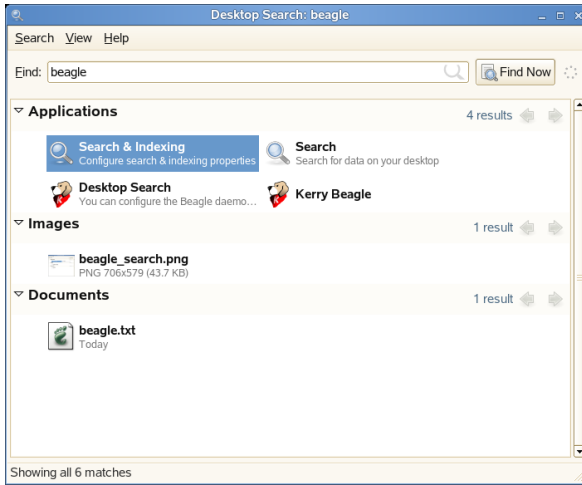 Desktop Search: beagle
Search View Help
Find: beagle Find Now
Applications 4 results
Search & Indexing
Configure search & indexing properties
Search
Search for data on your desktop
Desktop Search
You can configure the Beagle daemo...
Kerry Beagle
Images 1 result
beagle_search.png
PNG 706x579 (43.7 KB)
Documents 1 result
beagle.txt
Today
Showing all 6 matches